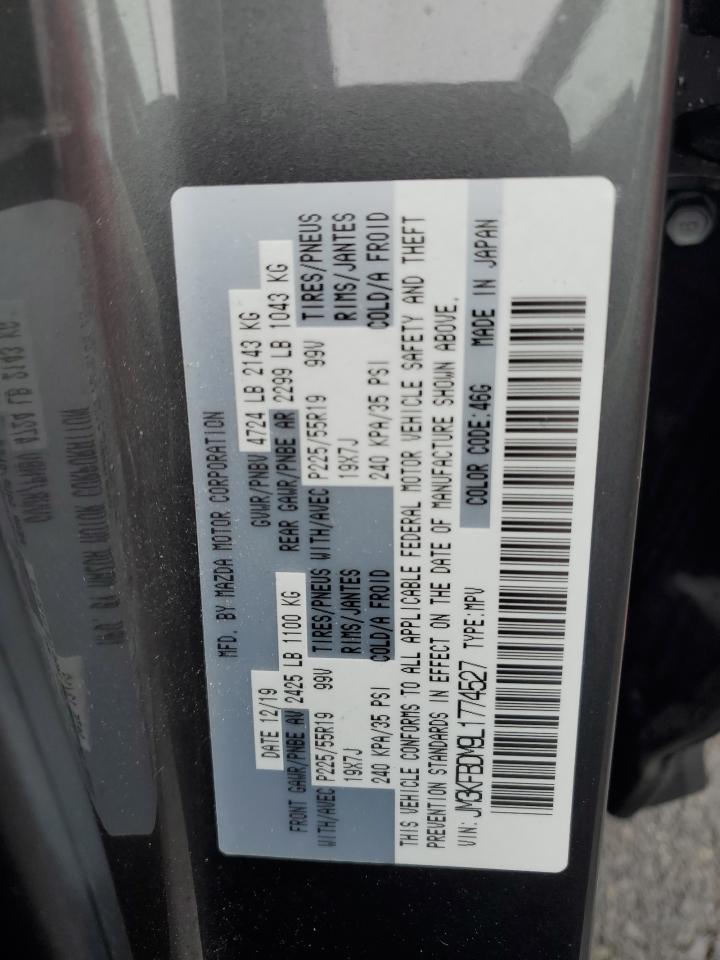 MFD. BY MAZDA MOTOR CORPORATION
DATE 12/19 GVWR/PNBV 4724 LB 2143 KG
FRONT GAWR/PNBE AV 2425 LB 1100 KG REAR GAWR/PNBE AR 2299 LB 1043 KG
WITH/AVEC P225/55R19 99V TIRES/PNEUS WITH/AVEC P225/55R19 99V TIRES/PNEUS
19X7J RIMS/JANTES 19X7J RIMS/JANTES
240 KPA/35 PSI COLD/A FROID 240 KPA/35 PSI COLD/A FROID
THIS VEHICLE CONFORMS TO ALL APPLICABLE FEDERAL MOTOR VEHICLE SAFETY AND THEFT
PREVENTION STANDARDS IN EFFECT ON THE DATE OF MANUFACTURE SHOWN ABOVE.
VIN: JM3KFBDM9L1774527 TYPE:MPV COLOR CODE:46G MADE IN JAPAN